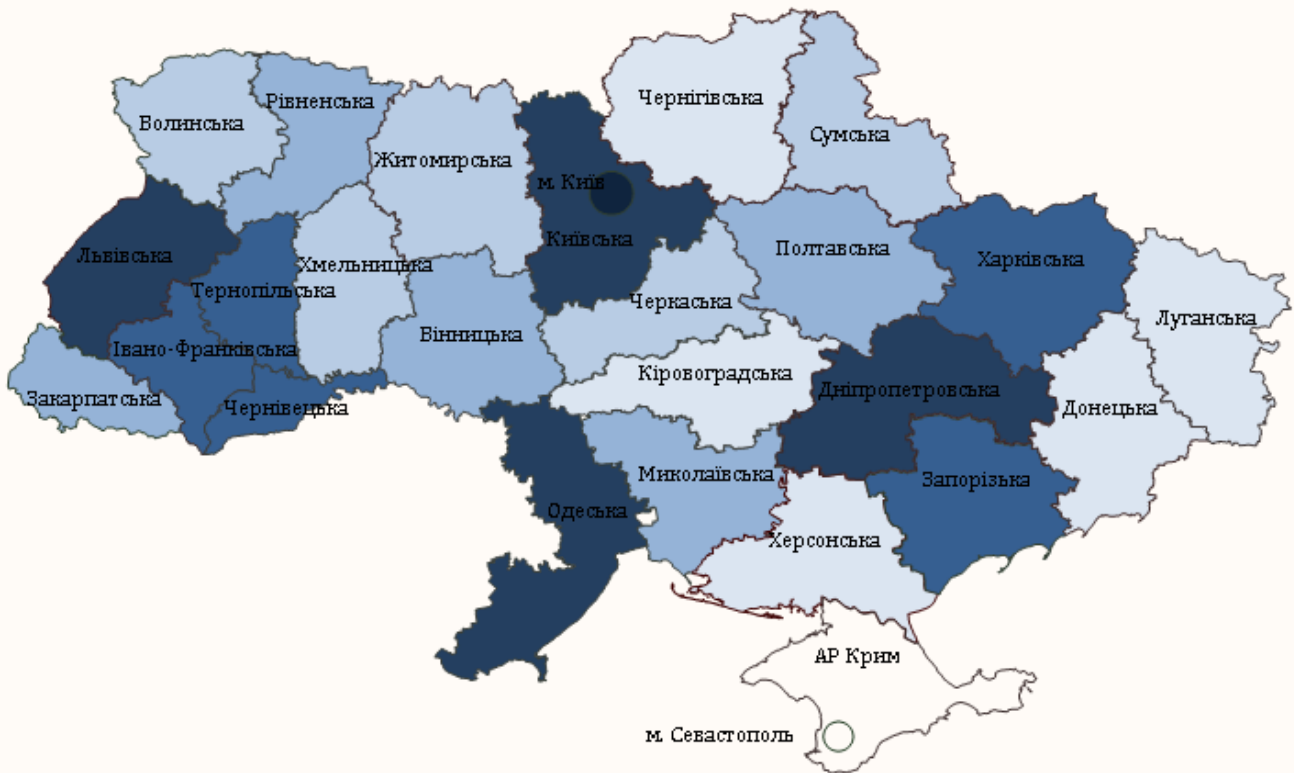 Чернігівська
Рівненська
Волинська
Сумська
Житомирська
м. Київ
Київська
Львівська
Хмельницька
Полтавська
Харківська
Тернопільська
Черкаська
Луганська
Вінницька
Івано-Франківська
Кіровоградська
Дніпропетровська
Закарпатська
Чернівецька
Донецька
Миколаївська
Запорізька
Одеська
Херсонська
АР Крим
м. Севастополь